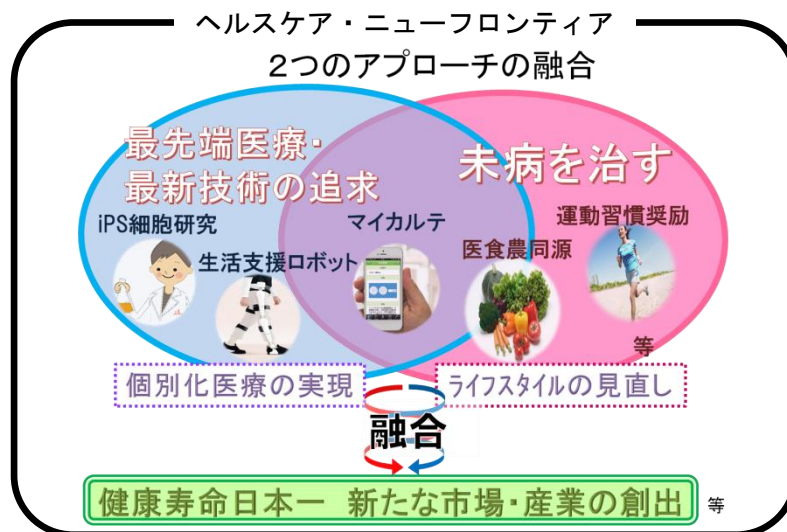 ヘルスケア・ニューフロンティア
2つのアプローチの融合
最先端医療・
最新技術の追求
未病を治す
iPS細胞研究
マイカルテ
運動習慣奨励
生活支援ロボット
医食農同源
等
個別化医療の実現
ライフスタイルの見直し
融合
健康寿命日本一 新たな市場・産業の創出
等